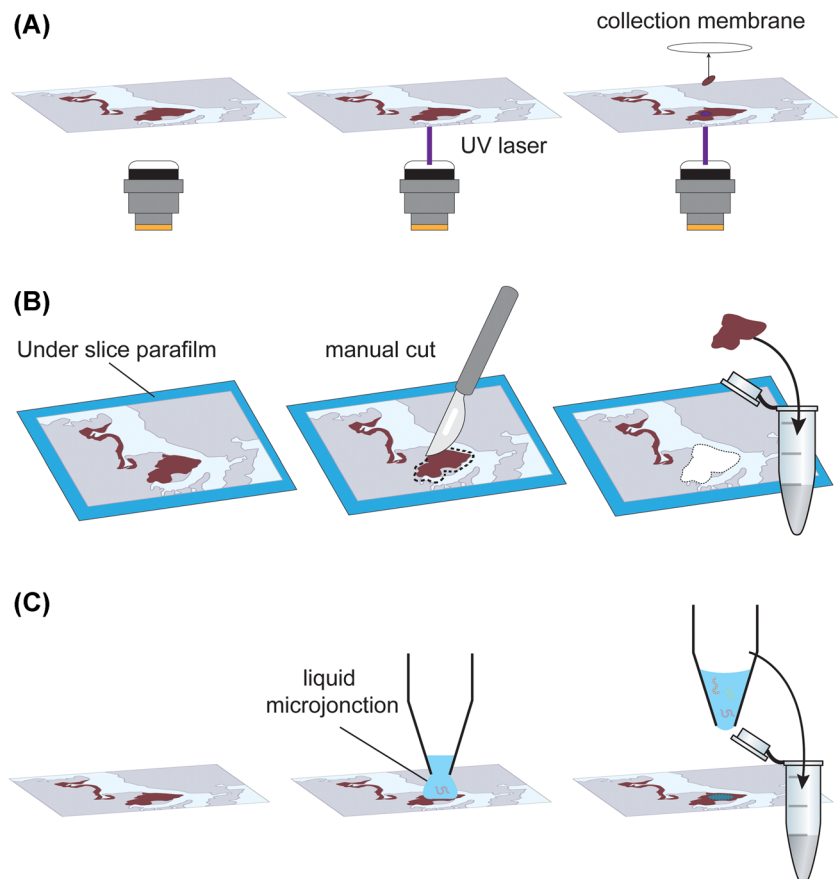 (A)
collection membrane
UV laser
(B)
Under slice parafilm
manual cut
(C)
liquid
microjonction